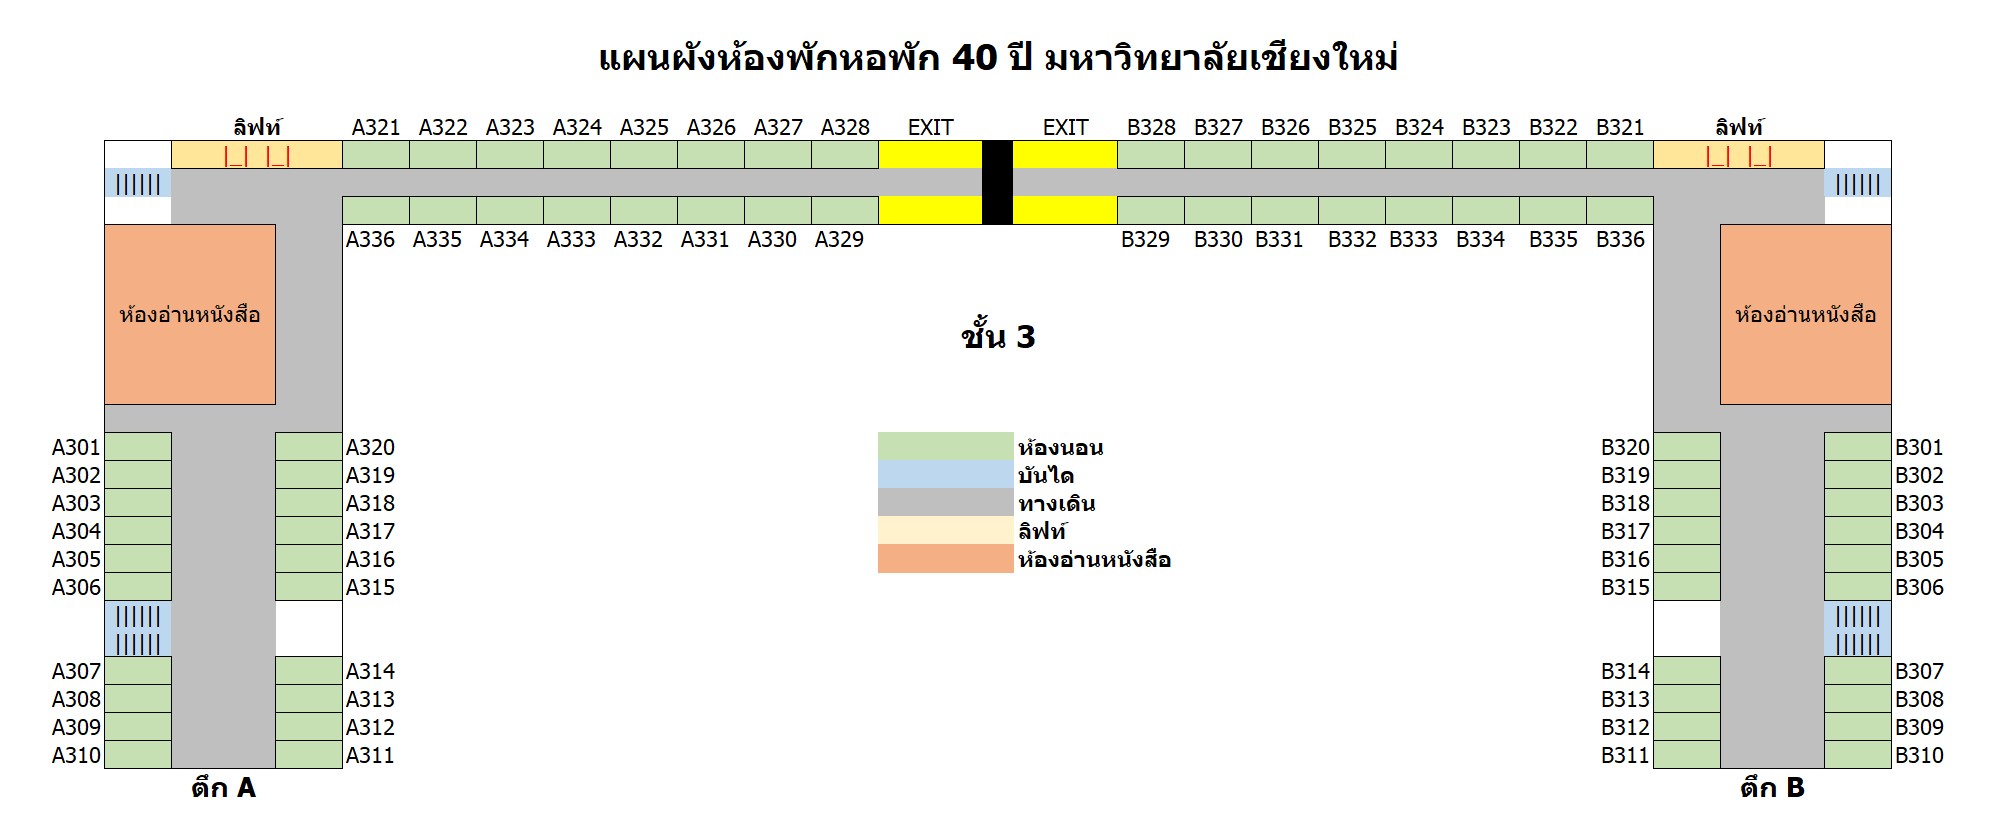 แผนผังห้องพักหอพัก 40 ปี มหาวิทยาลัยเชียงใหม่
ลิฟท์ A321 A322 A323 A324 A325 A326 A327 A328 EXIT EXIT B328 B327 B326 B325 B324 B323 B322 B321 ลิฟท์
|_| |_| |_| |_|
|||||| ||||||
A336 A335 A334 A333 A332 A331 A330 A329 B329 B330 B331 B332 B333 B334 B335 B336
ห้องอ่านหนังสือ ห้องอ่านหนังสือ
ชั้น 3
A301 A320 ห้องนอน B320 B301
A302 A319 บันได B319 B302
A303 A318 ทางเดิน B318 B303
A304 A317 ลิฟท์ B317 B304
A305 A316 ห้องอ่านหนังสือ B316 B305
A306 A315 B315 B306
|||||| ||||||
|||||| ||||||
A307 A314 B314 B307
A308 A313 B313 B308
A309 A312 B312 B309
A310 A311 B311 B310
ตึก A ตึก B